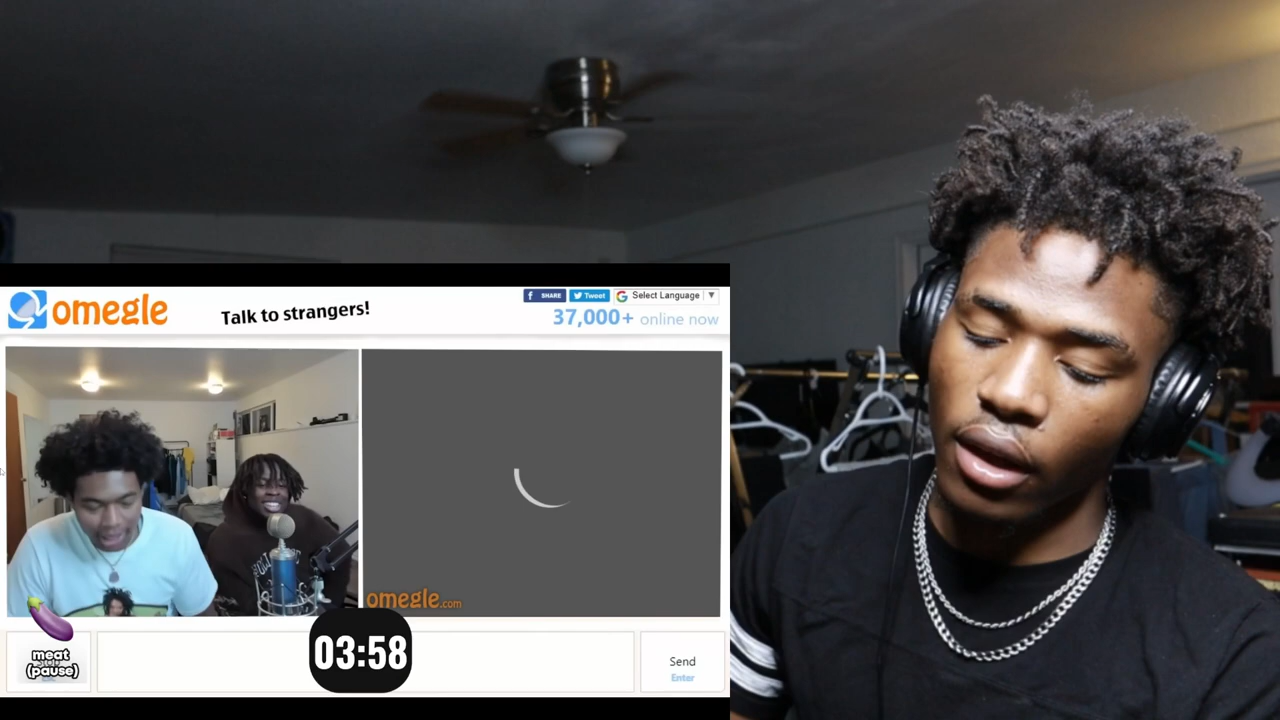 omegle
Talk to strangers!
SHARE
Tweet
Select Language
37,000+ online now
omegle.com
meat
(pause)
03:58
Send
Enter